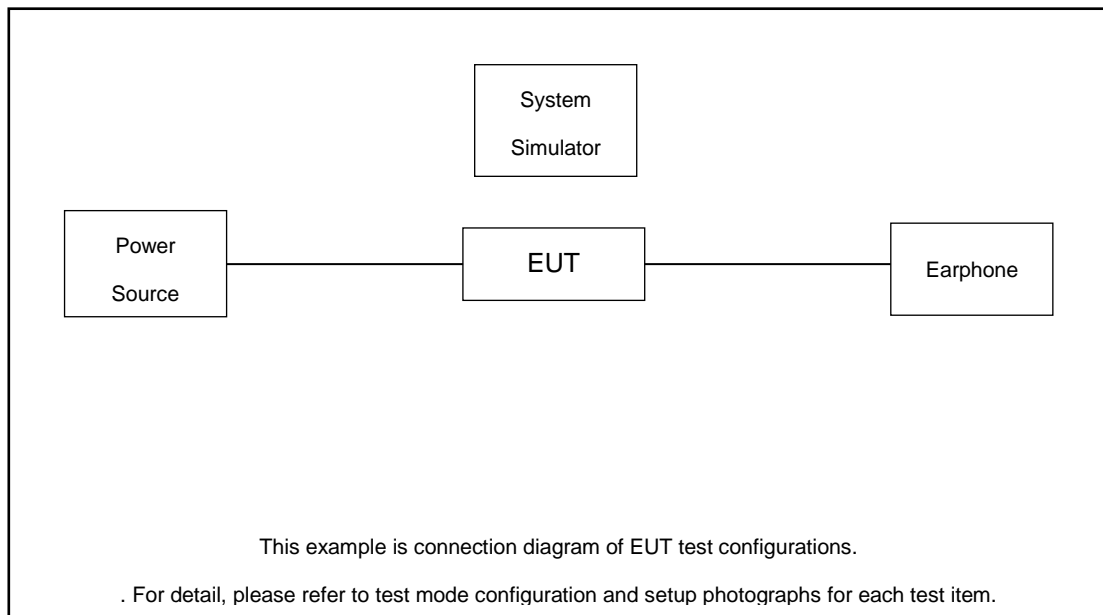 System
Simulator
Power
Source
EUT
Earphone
This example is connection diagram of EUT test configurations.
. For detail, please refer to test mode configuration and setup photographs for each test item.